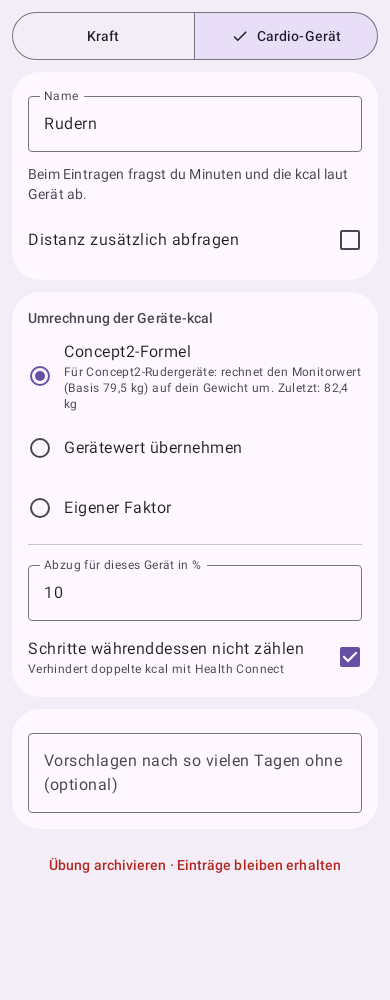 Kraft
Cardio-Gerät
Name
Rudern
Beim Eintragen fragst du Minuten und die kcal laut
Gerät ab.
Distanz zusätzlich abfragen
Umrechnung der Geräte-kcal
Concept2-Formel
Für Concept2-Rudergeräte: rechnet den Monitorwert
(Basis 79,5 kg) auf dein Gewicht um. Zuletzt: 82,4
kg
Gerätewert übernehmen
Eigener Faktor
Abzug für dieses Gerät in %
10
Schritte währenddessen nicht zählen
Verhindert doppelte kcal mit Health Connect
Vorschlagen nach so vielen Tagen ohne
(optional)
Übung archivieren · Einträge bleiben erhalten